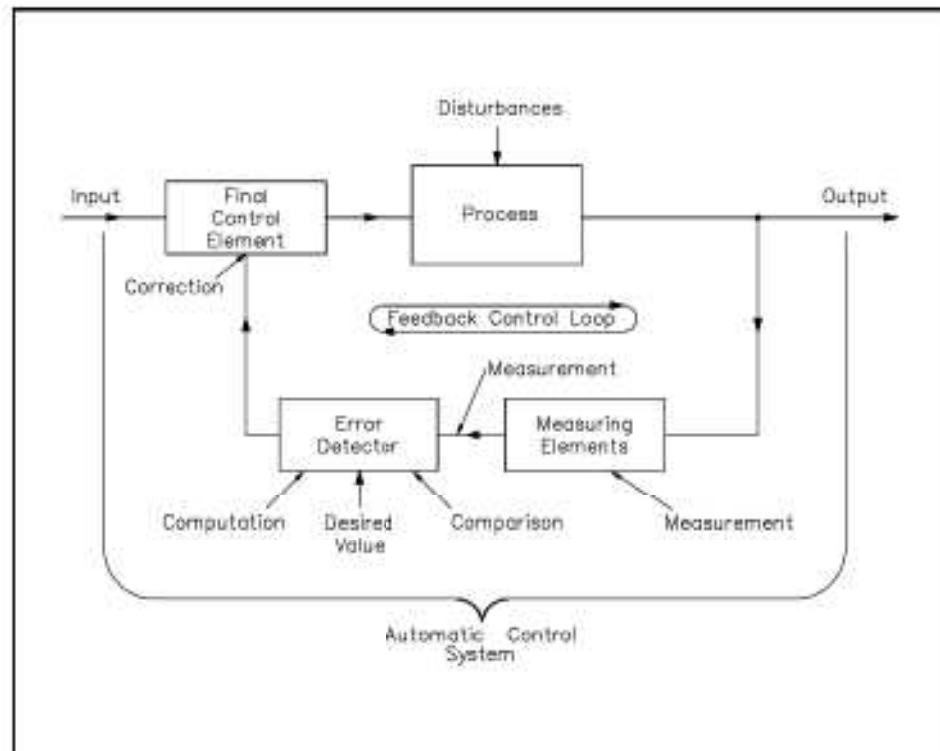 Disturbances
Input
Final
Control
Element
Process
Output
Correction
Feedback Control Loop
Measurement
Error
Detector
Measuring
Elements
Computation
Desired
Value
Comparison
Measurement
Automatic Control
System